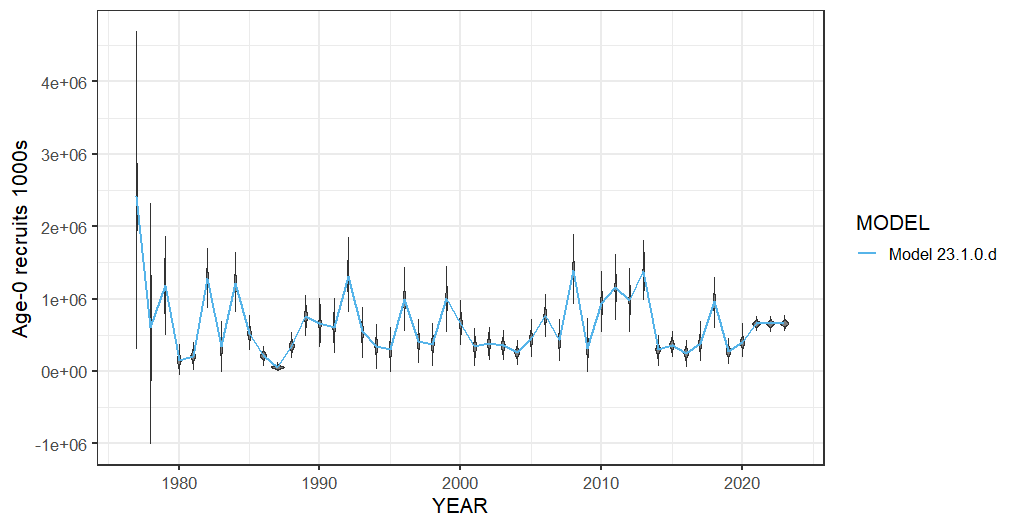 4e+06
3e+06
2e+06
1e+06
0e+00
-1e+06
Age-0 recruits 1000s
1980 1990 2000 2010 2020
YEAR
MODEL
Model 23.1.0.d